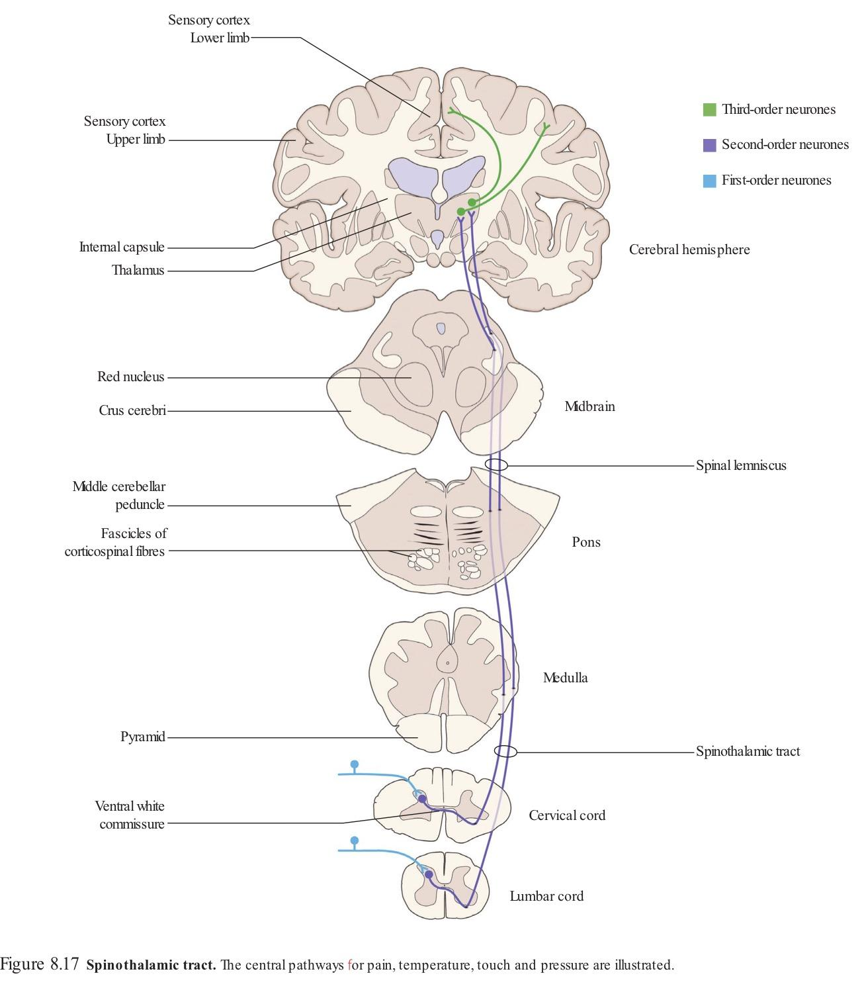 Sensory cortex
Lower limb
Sensory cortex
Upper limb
Third-order neurones
Second-order neurones
First-order neurones
Internal capsule
Thalamus
Cerebral hemisphere
Red nucleus
Crus cerebri
Midbrain
Spinal lemniscus
Middle cerebellar
peduncle
Fascicles of
corticospinal fibres
Pons
Medulla
Pyramid
Spinothalamic tract
Ventral white
commissure
Cervical cord
Lumbar cord
Figure 8.17 Spinothalamic tract. The central pathways for pain, temperature, touch and pressure are illustrated.